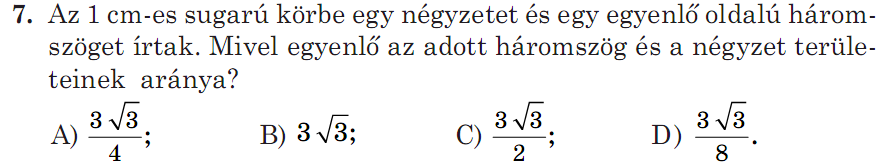 7. Az 1 cm-es sugarú körbe egy négyzetet és egy egyenlő oldalú három-
szöget írtak. Mivel egyenlő az adott háromszög és a négyzet terüle-
teinek aránya?
A) 3√3/4; B) 3√3; C) 3√3/2; D) 3√3/8.